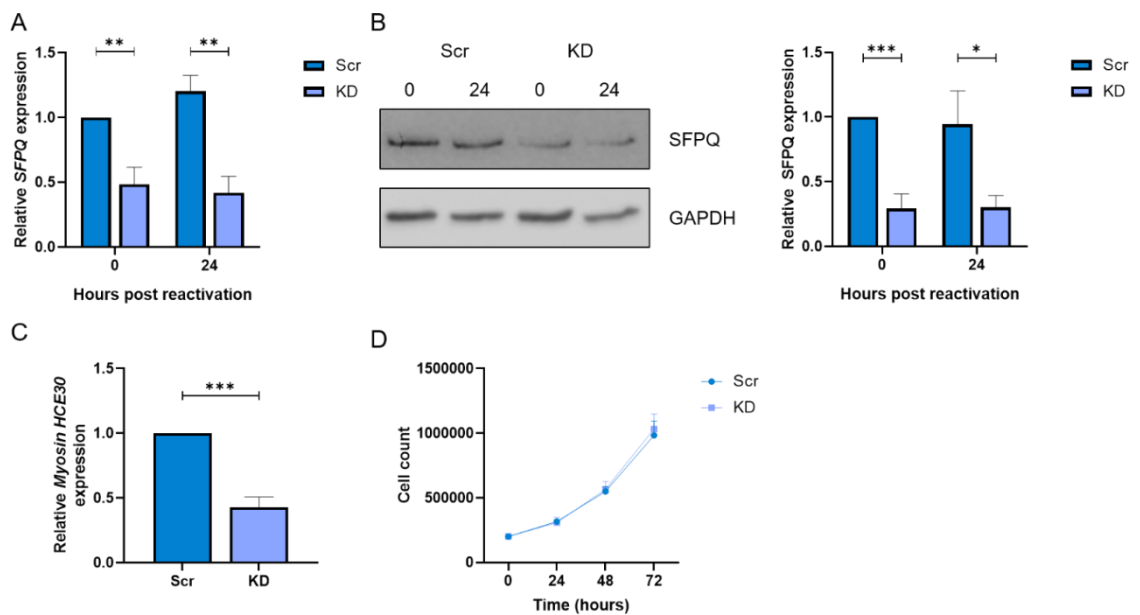 A
Relative SFPQ expression
1.5
1.0
0.5
0.0
**
**
0
24
Hours post reactivation
Scr
KD
B
Scr
KD
0
24
0
24
SFPQ
GAPDH
Relative SFPQ expression
1.5
1.0
0.5
0.0
***
*
0
24
Hours post reactivation
Scr
KD
C
Relative Myosin HCE30
expression
1.5
1.0
0.5
0.0
***
Scr
KD
D
Cell count
1500000
1000000
500000
0
0
24
48
72
Time (hours)
Scr
KD